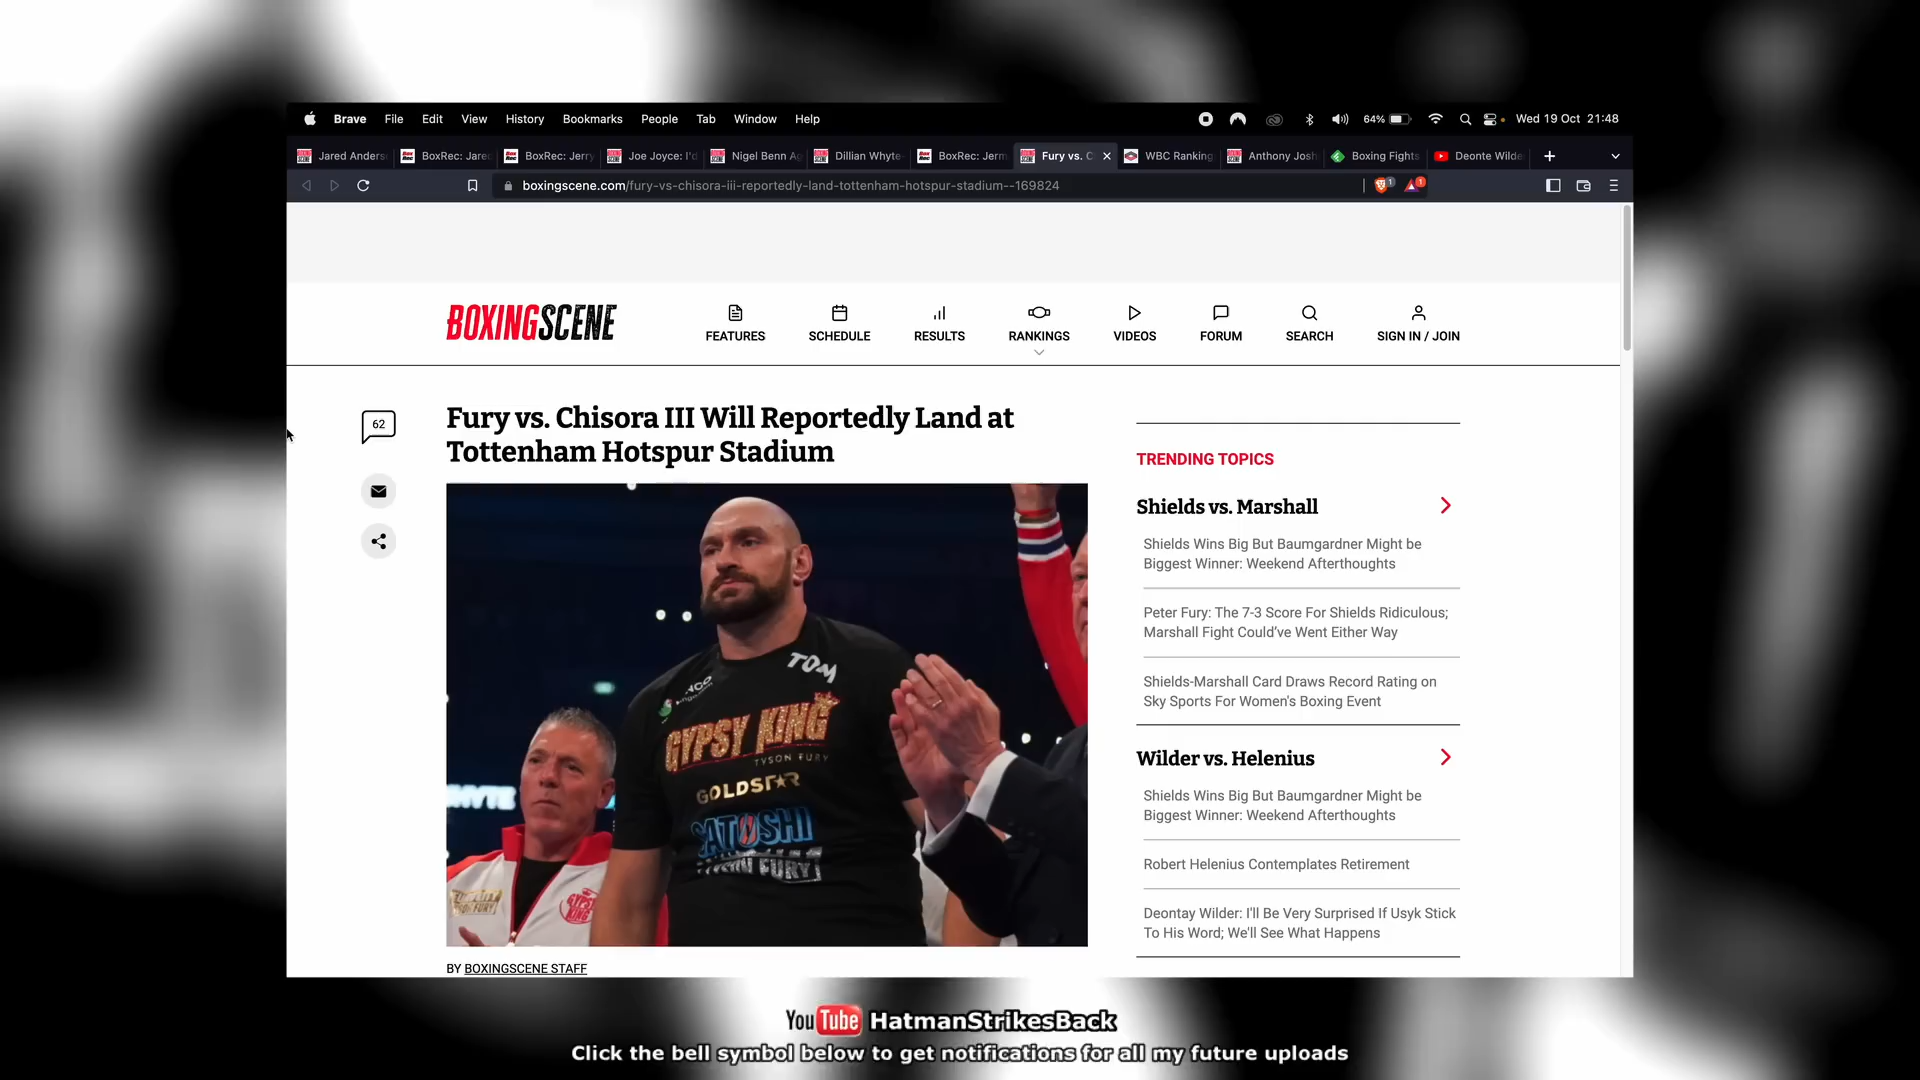 Brave File Edit View History Bookmarks People Tab Window Help 64% Wed 19 Oct 21:48
Jared Anders BoxRec: Jare BoxRec: Jerry Joe Joyce: I'd Nigel Benn Ag Dillian Whyte BoxRec: Jerm Fury vs. C WBC Ranking Anthony Josh Boxing Fights Deonte Wilde
boxingscene.com/fury-vs-chisora-iii-reportedly-land-tottenham-hotspur-stadium--169824
BOXINGSCENE
FEATURES SCHEDULE RESULTS RANKINGS VIDEOS FORUM SEARCH SIGN IN / JOIN
62
Fury vs. Chisora III Will Reportedly Land at
Tottenham Hotspur Stadium
TOM
GYPSY KING
TYSON FURY
GOLDSTAR
SATOSHI
TYSON FURY
GYPSY
KING
BY BOXINGSCENE STAFF
TRENDING TOPICS
Shields vs. Marshall
Shields Wins Big But Baumgardner Might be
Biggest Winner: Weekend Afterthoughts
Peter Fury: The 7-3 Score For Shields Ridiculous;
Marshall Fight Could've Went Either Way
Shields-Marshall Card Draws Record Rating on
Sky Sports For Women's Boxing Event
Wilder vs. Helenius
Shields Wins Big But Baumgardner Might be
Biggest Winner: Weekend Afterthoughts
Robert Helenius Contemplates Retirement
Deontay Wilder: I'll Be Very Surprised If Usyk Stick
To His Word; We'll See What Happens
YouTube HatmanStrikesBack
Click the bell symbol below to get notifications for all my future uploads